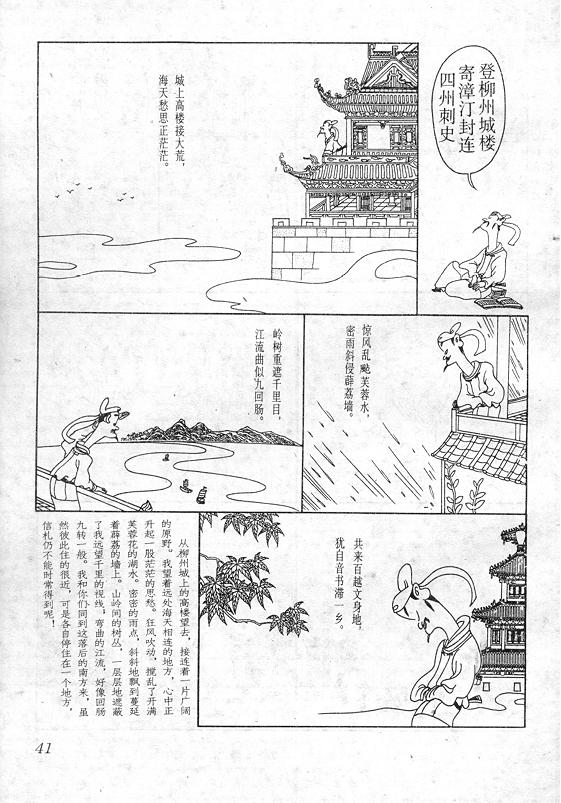 登柳州城楼
寄漳汀封连
四州刺史
城上高楼接大荒，
海天愁思正茫茫。
惊风乱飐芙蓉水，
密雨斜侵薜荔墙。
岭树重遮千里目，
江流曲似九回肠。
共来百越文身地，
犹自音书滞一乡。
从柳州城上的高楼望去，接连着一片广阔
的原野。我望着远处海天相连的地方，心中正
升起一股茫茫的思愁。狂风吹动，搅乱了开满
芙蓉花的湖水。密密的雨点，斜斜地飘到蔓延
着薜荔的墙上。山岭间的树丛，一层层地遮蔽
了我远望千里的视线；弯曲的江流，好像回肠
九转一般。我和你们同到这落后的南方来，虽
然彼此住的很近，可是各自停住在一个地方，
信札仍不能时常得到呢！
41